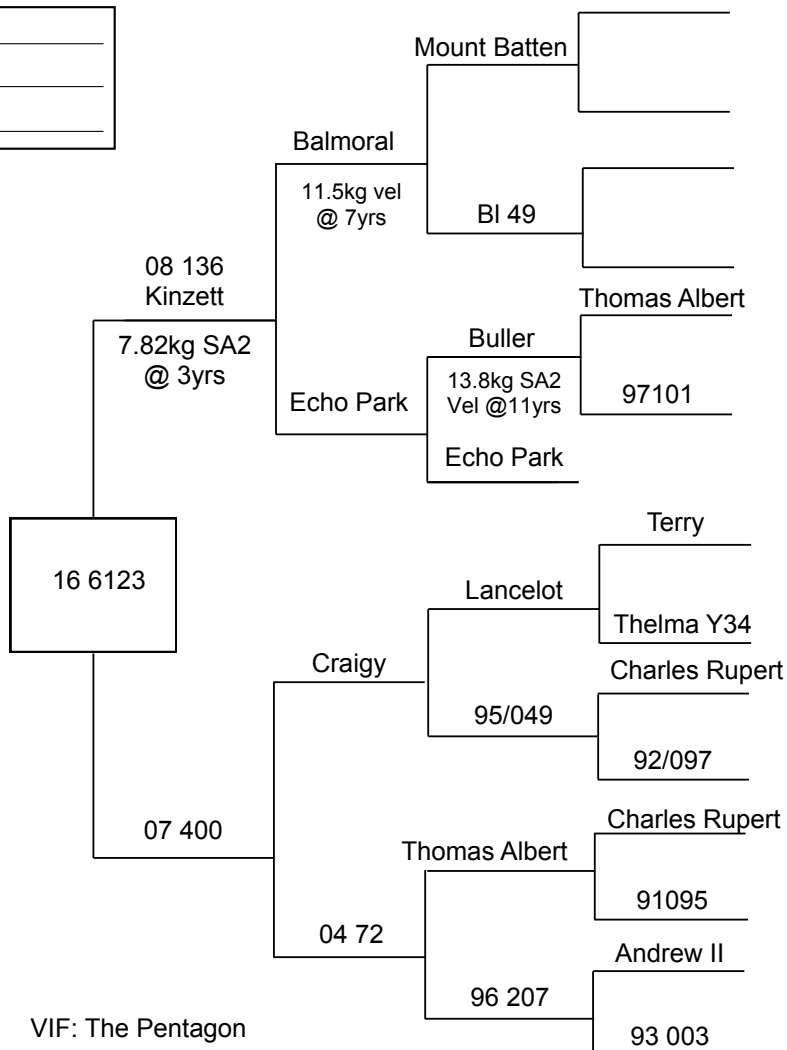 Mount Batten
Balmoral
11.5kg vel
@ 7yrs
Bl 49
08 136
Kinzett
7.82kg SA2
@ 3yrs
Thomas Albert
Buller
13.8kg SA2
Vel @11yrs
97101
Echo Park
Echo Park
16 6123
Terry
Lancelot
Thelma Y34
Craigy
Charles Rupert
95/049
92/097
07 400
Charles Rupert
Thomas Albert
91095
04 72
Andrew II
96 207
93 003
VIF: The Pentagon